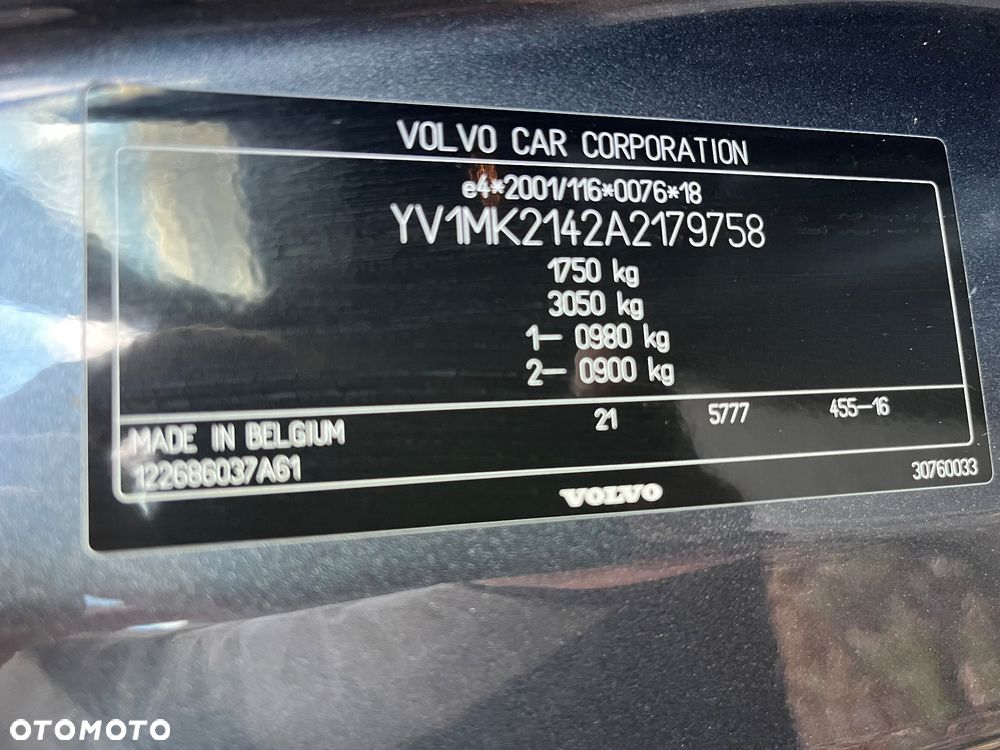 VOLVO CAR CORPORATION
e4*2001/116*0076*18
YV1MK2142A2179758
1750 kg
3050 kg
1– 0980 kg
2– 0900 kg
MADE IN BELGIUM 21 5777 455–16
122686037A61
30760033
VOLVO
OTOMOTO